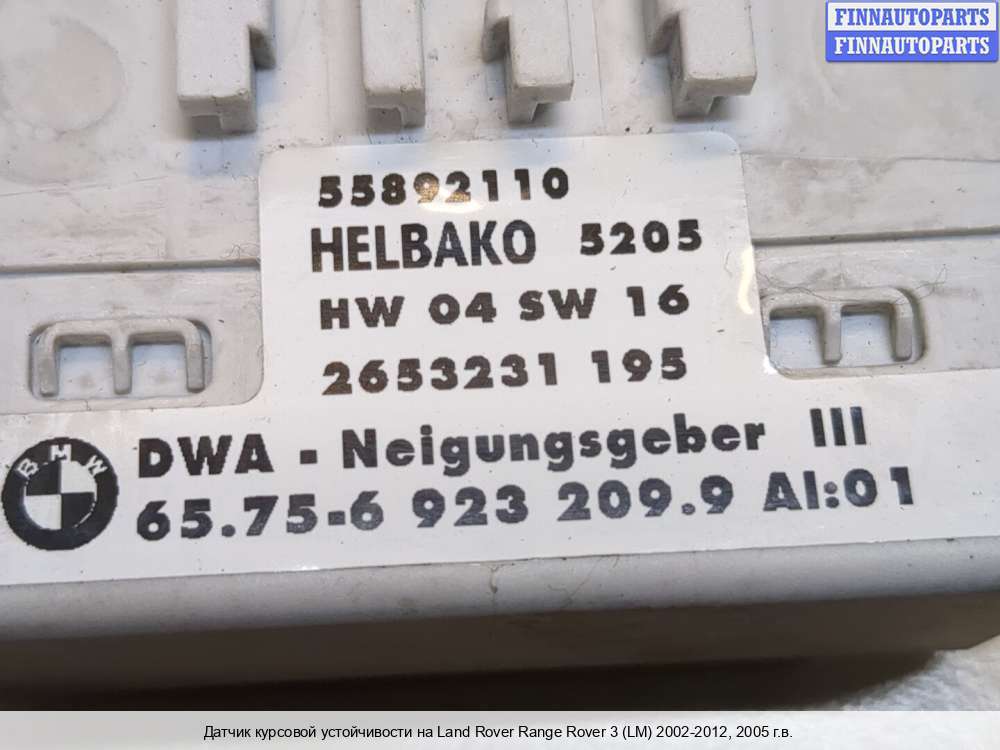 FINNAUTOPARTS
FINNAUTOPARTS
55892110
HELBAKO 5205
HW 04 SW 16
2653231 195
BMW
DWA - Neigungsgeber III
65.75-6 923 209.9 AI:01
Датчик курсовой устойчивости на Land Rover Range Rover 3 (LM) 2002-2012, 2005 г.в.